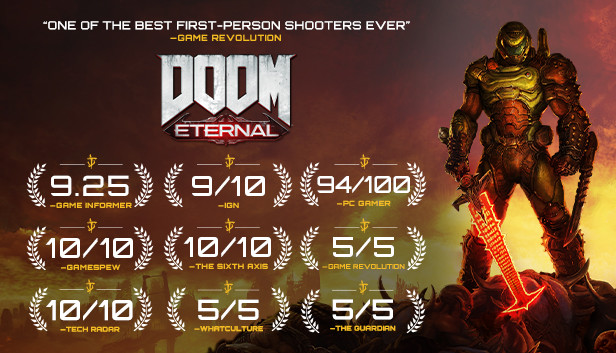 “ONE OF THE BEST FIRST-PERSON SHOOTERS EVER”
–GAME REVOLUTION
DOOM
ETERNAL
9.25
–GAME INFORMER
9/10
–IGN
94/100
–PC GAMER
10/10
–GAMESPEW
10/10
–THE SIXTH AXIS
5/5
–GAME REVOLUTION
10/10
–TECH RADAR
5/5
–WHATCULTURE
5/5
–THE GUARDIAN